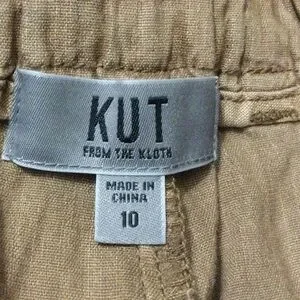 KUT
FROM THE KLOTH
MADE IN
CHINA
10